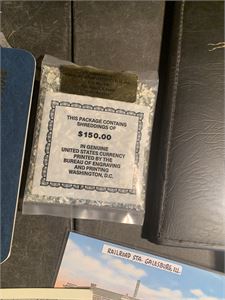 THIS PACKAGE CONTAINS
SHREDDINGS OF
$150.00
IN GENUINE
UNITED STATES CURRENCY
PRINTED BY THE
BUREAU OF ENGRAVING
AND PRINTING
WASHINGTON, D.C.
RAILROAD STA. GALESBURG, ILL.